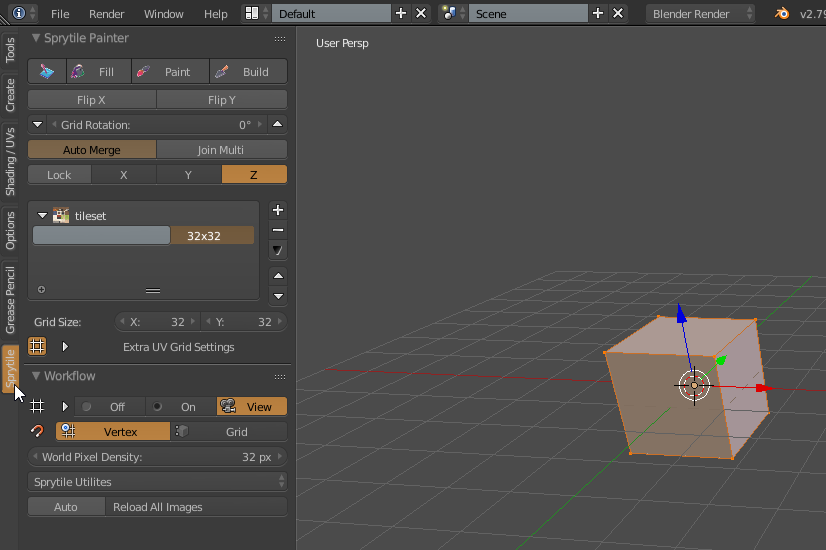 File Render Window Help Default Scene Blender Render
User Persp
Tools
Create
Shading / UVs
Options
Grease Pencil
Sprytile
Sprytile Painter
Fill Paint Build
Flip X Flip Y
Grid Rotation: 0°
Auto Merge Join Multi
Lock X Y Z
tileset
32x32
Grid Size: X: 32 Y: 32
Extra UV Grid Settings
Workflow
Off On View
Vertex Grid
World Pixel Density: 32 px
Sprytile Utilites
Auto Reload All Images